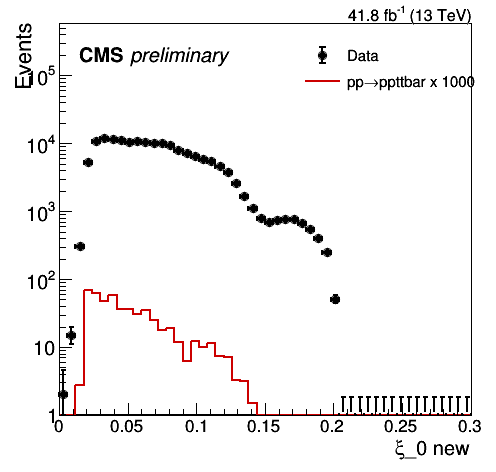 41.8 fb⁻¹ (13 TeV)
Events
CMS preliminary
Data
pp→ppttbar x 1000
10⁵
10⁴
10³
10²
10
1
0 0.05 0.1 0.15 0.2 0.25 0.3
ξ_0 new